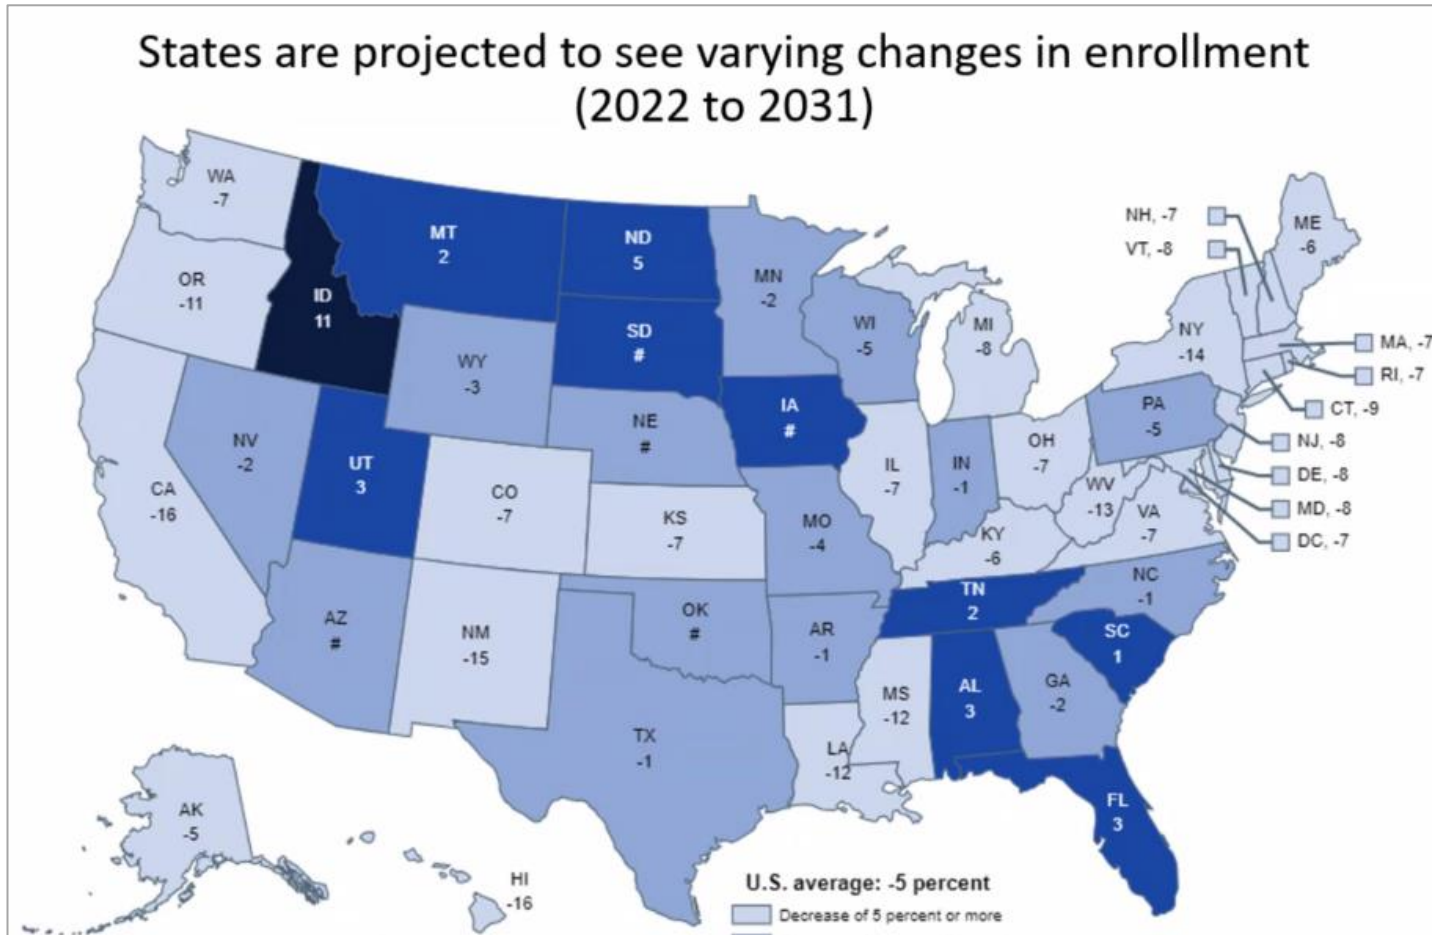 States are projected to see varying changes in enrollment
(2022 to 2031)
WA
-7
OR
-11
CA
-16
NV
-2
ID
11
MT
2
WY
-3
UT
3
AZ
#
CO
-7
NM
-15
ND
5
SD
#
NE
#
KS
-7
OK
#
TX
-1
MN
-2
IA
#
MO
-4
AR
-1
LA
-12
WI
-5
IL
-7
MS
-12
MI
-8
IN
-1
OH
-7
KY
-6
TN
2
AL
3
GA
-2
FL
3
SC
1
NC
-1
VA
-7
WV
-13
PA
-5
NY
-14
ME
-6
NH, -7
VT, -8
MA, -7
RI, -7
CT, -9
NJ, -8
DE, -8
MD, -8
DC, -7
AK
-5
HI
-16
U.S. average: -5 percent
Decrease of 5 percent or more